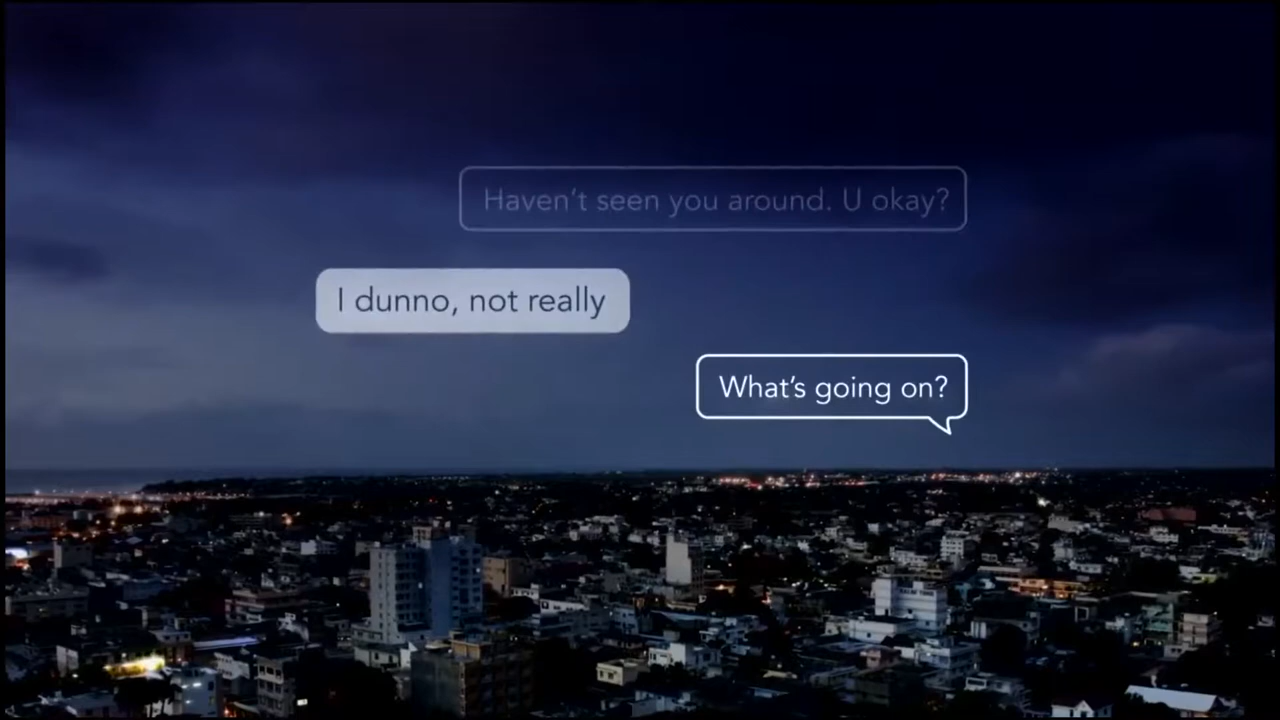 Haven't seen you around. U okay?
I dunno, not really
What's going on?